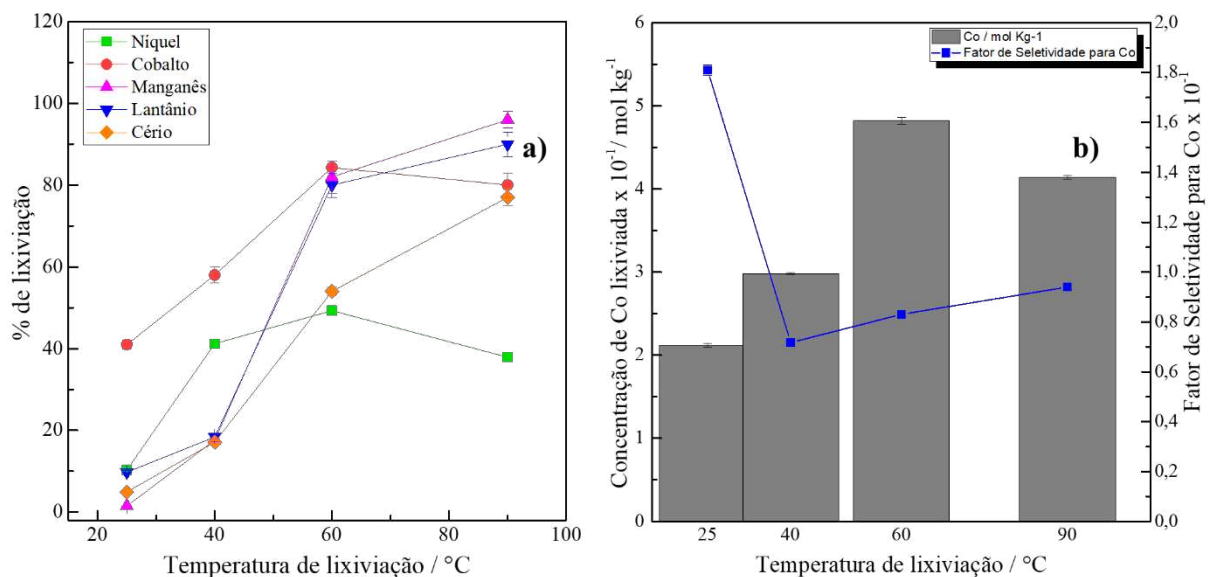 120
100
80
60
40
20
0
% de lixiviação
Níquel
Cobalto
Manganês
Lantânio
Cério
a)
20
40
60
80
100
Temperatura de lixiviação / °C
6
5
4
3
2
1
0
Concentração de Co lixiviada x 10⁻¹ / mol kg⁻¹
Co / mol Kg-1
Fator de Seletividade para Co
b)
2,0
1,8
1,6
1,4
1,2
1,0
0,8
0,6
0,4
0,2
0,0
Fator de Seletividade para Co x 10⁻¹
25
40
60
90
Temperatura de lixiviação / °C